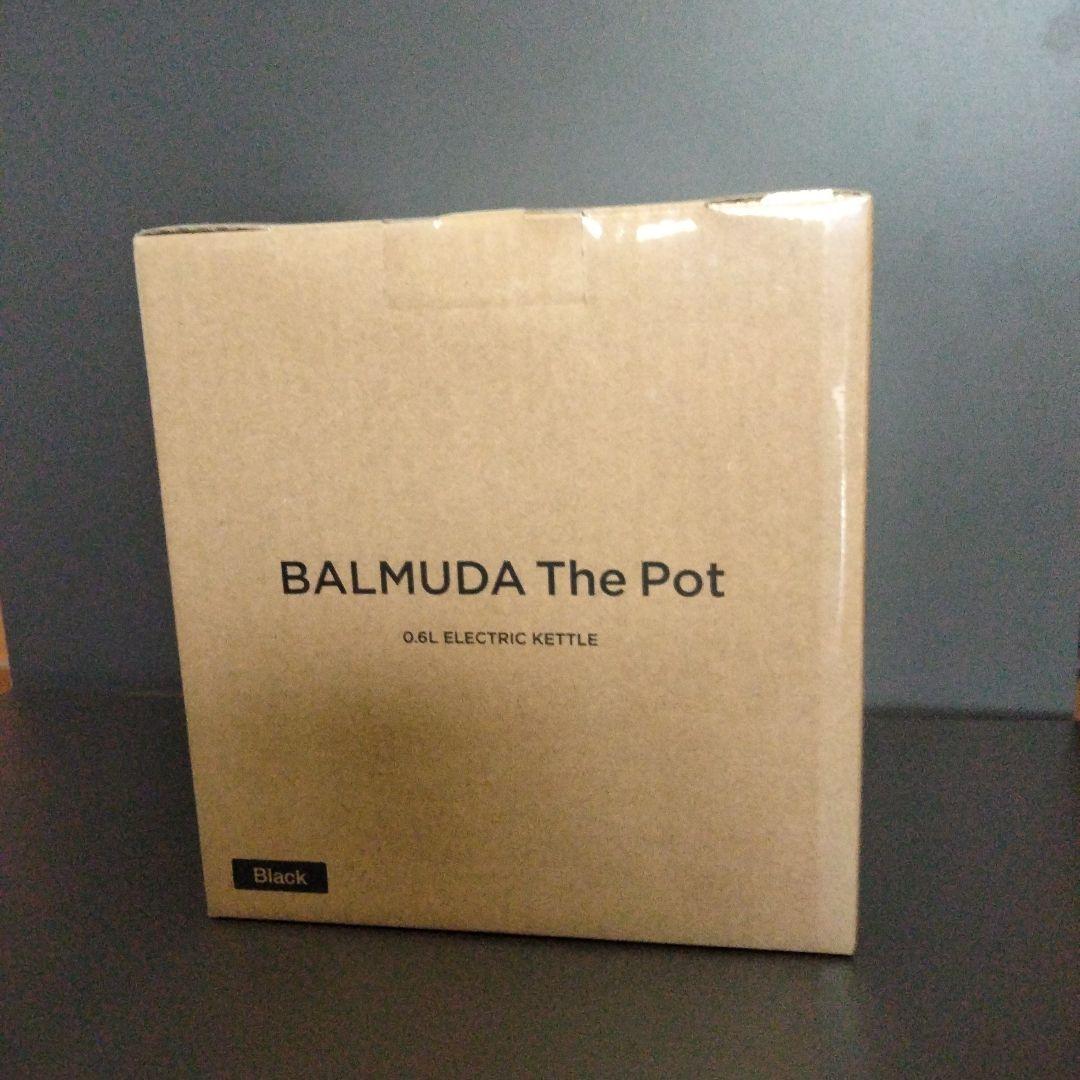 BALMUDA The Pot
0.6L ELECTRIC KETTLE
Black